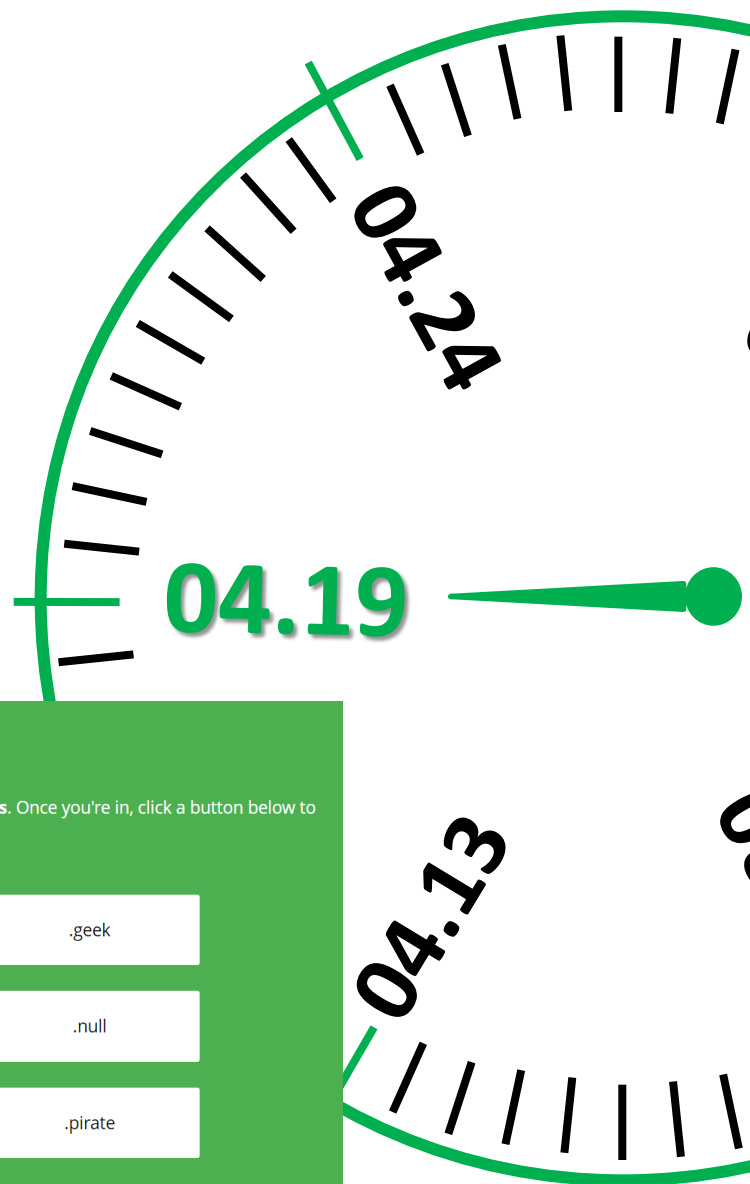 04.24
04.19
04.13
s. Once you're in, click a button below to
.geek
.null
.pirate